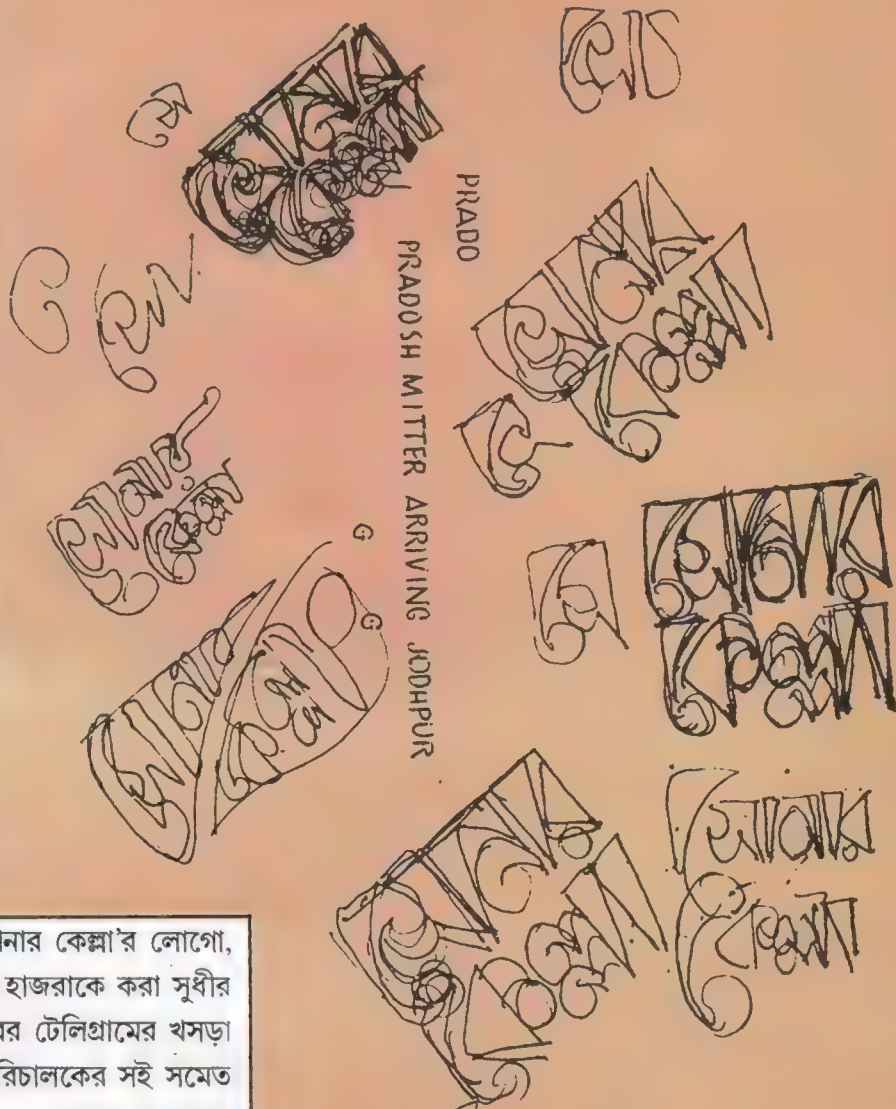 সোনার
কেল্লা
PRADO
PRADOSH MITTER ARRIVING JODHPUR
সোনার
কেল্লা
সোনার
কেল্লা
G
G
সোনার
কেল্লা
সোনার
কেল্লা
সোনার
কেল্লা
সোনার
কেল্লা
নার কেল্লা'র লোগো,
হাজরাকে করা সুধীর
টেলিগ্রামের খসড়া
রিচালকের সই সমেত